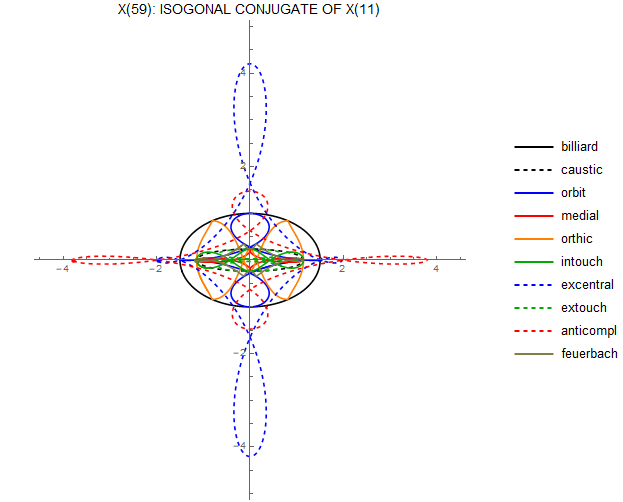 X(59): ISOGONAL CONJUGATE OF X(11)
4
2
-4
-2
2
4
-2
-4
billiard
caustic
orbit
medial
orthic
intouch
excentral
extouch
anticompl
feuerbach